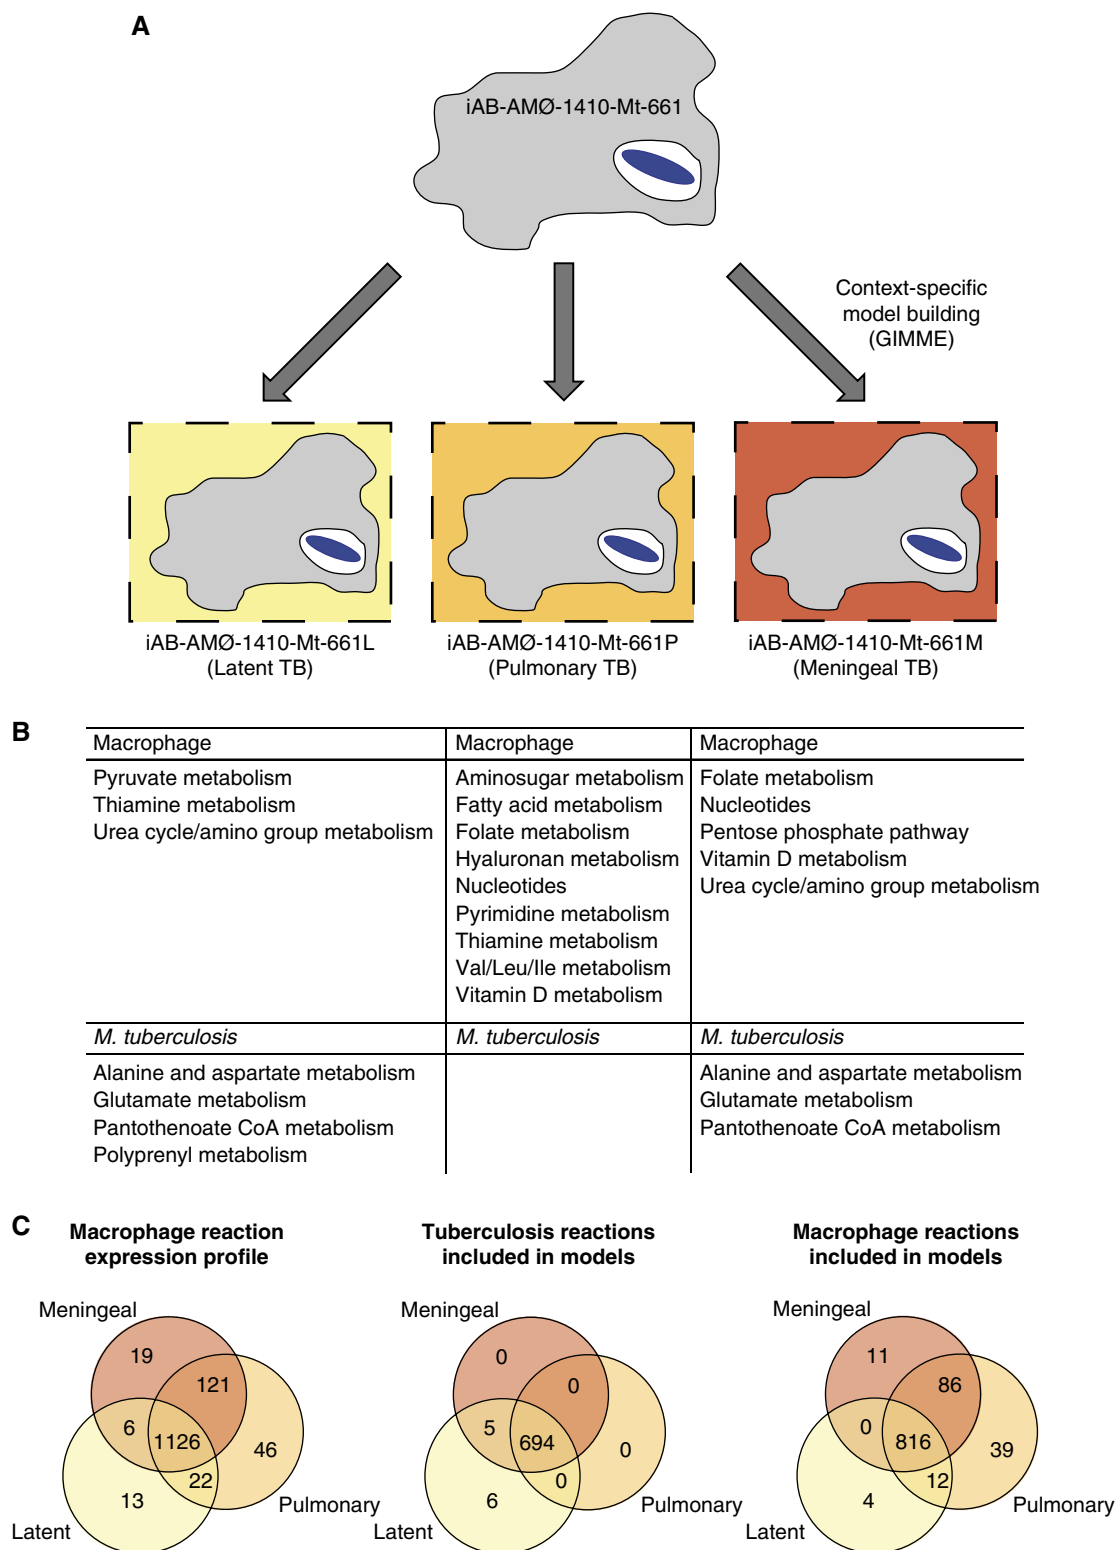 A
iAB-AMØ-1410-Mt-661
Context-specific
model building
(GIMME)
iAB-AMØ-1410-Mt-661L
(Latent TB)
iAB-AMØ-1410-Mt-661P
(Pulmonary TB)
iAB-AMØ-1410-Mt-661M
(Meningeal TB)
B
Macrophage
Pyruvate metabolism
Thiamine metabolism
Urea cycle/amino group metabolism
Macrophage
Aminosugar metabolism
Fatty acid metabolism
Folate metabolism
Hyaluronan metabolism
Nucleotides
Pyrimidine metabolism
Thiamine metabolism
Val/Leu/Ile metabolism
Vitamin D metabolism
Macrophage
Folate metabolism
Nucleotides
Pentose phosphate pathway
Vitamin D metabolism
Urea cycle/amino group metabolism
M. tuberculosis
Alanine and aspartate metabolism
Glutamate metabolism
Pantothenoate CoA metabolism
Polyprenyl metabolism
M. tuberculosis
M. tuberculosis
Alanine and aspartate metabolism
Glutamate metabolism
Pantothenoate CoA metabolism
C
Macrophage reaction
expression profile
Meningeal
19
121
6
1126
46
22
13
Pulmonary
Latent
Tuberculosis reactions
included in models
Meningeal
0
0
5
694
0
0
6
Pulmonary
Latent
Macrophage reactions
included in models
Meningeal
11
86
0
816
39
12
4
Pulmonary
Latent